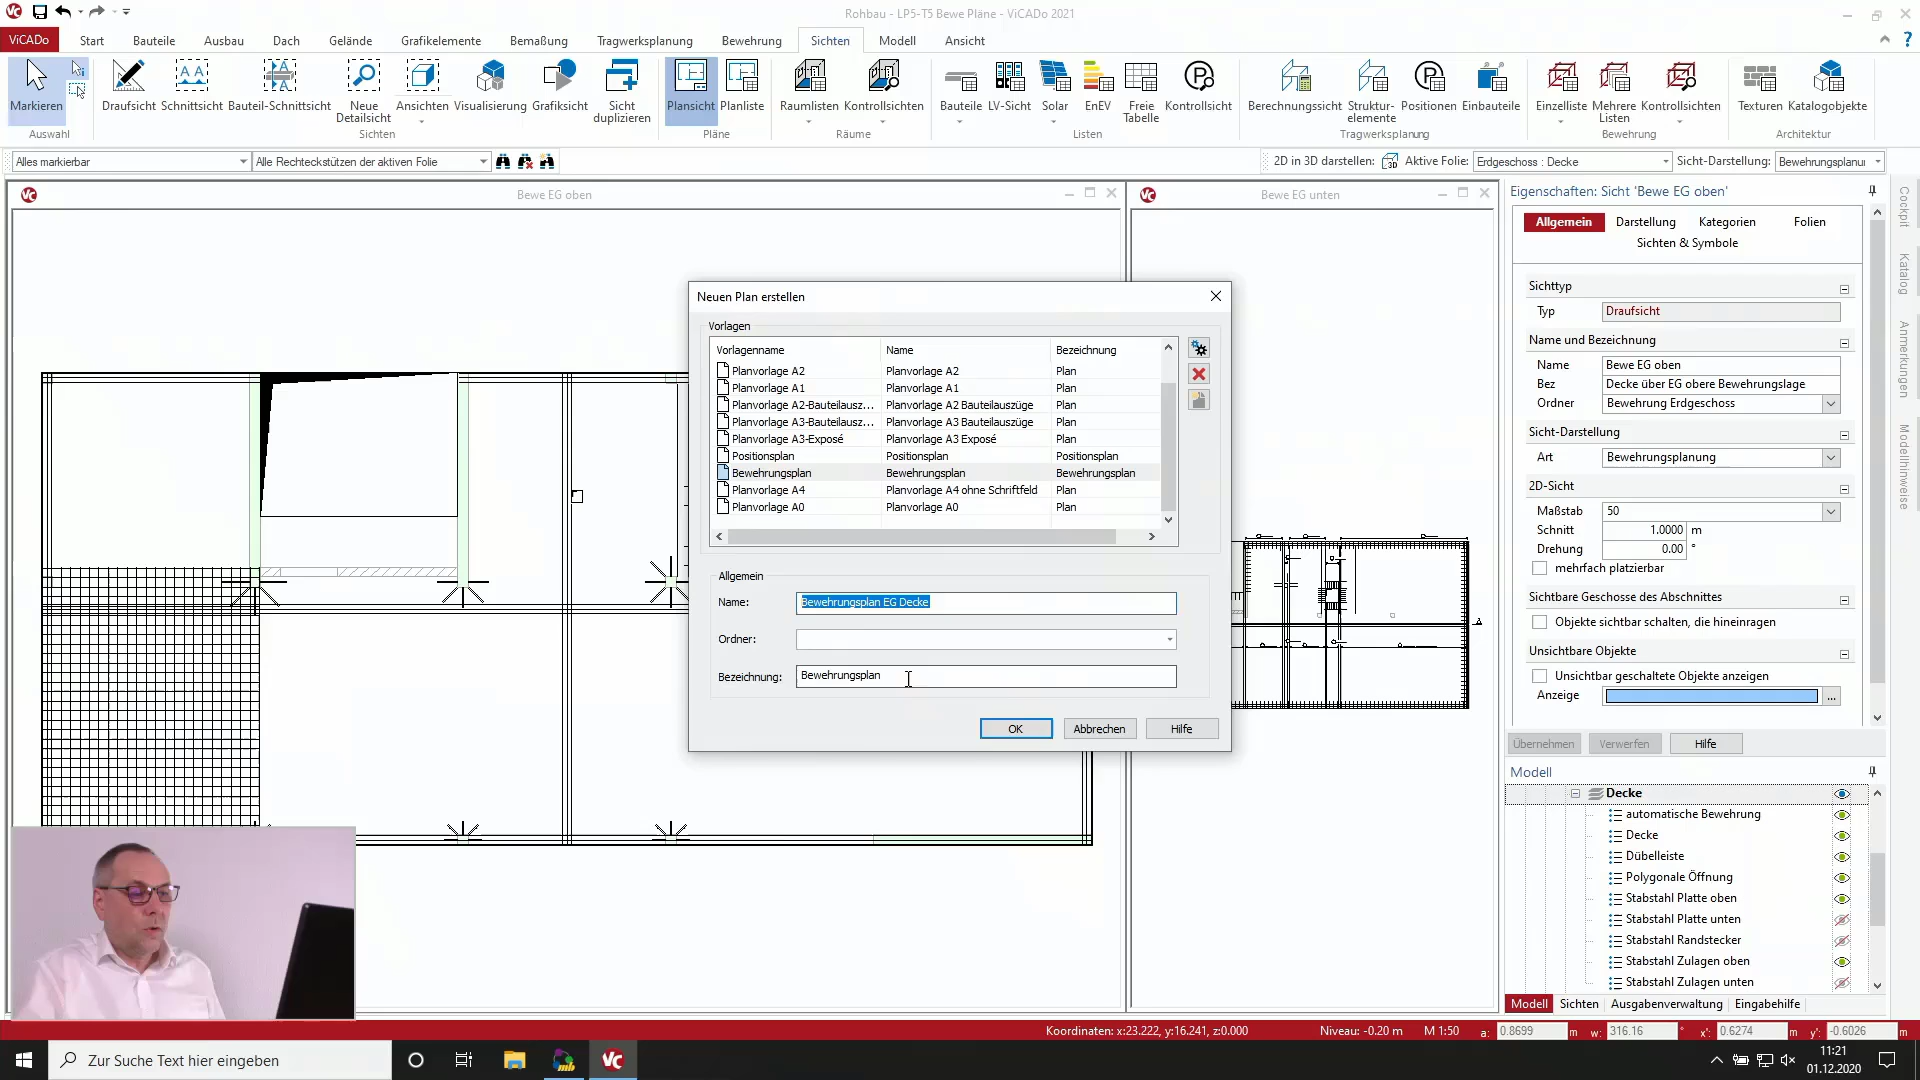 Rohbau - LP5-T5 Bewe Pläne - ViCADo 2021
ViCADo Start Bauteile Ausbau Dach Gelände Grafikelemente Bemaßung Tragwerksplanung Bewehrung Sichten Modell Ansicht
Markieren Draufsicht Schnittsicht Bauteil-Schnittsicht Neue Detailsicht Ansichten Visualisierung Grafiksicht Sicht duplizieren Plansicht Planliste Raumlisten Kontrollsichten Bauteile LV-Sicht Solar EnEV Freie Tabelle Kontrollsicht Berechnungssicht Struktur-elemente Positionen Einbauteile Einzelliste Mehrere Listen Kontrollsichten Texturen Katalogobjekte
Auswahl Sichten Pläne Räume Listen Tragwerksplanung Bewehrung Architektur
Alles markierbar Alle Rechteckstützen der aktiven Folie 2D in 3D darstellen: Aktive Folie: Erdgeschoss : Decke Sicht-Darstellung: Bewehrungsplanu
Bewe EG oben
Bewe EG unten
Neuen Plan erstellen
Vorlagen
Vorlagenname Name Bezeichnung
Planvorlage A2 Planvorlage A2 Plan
Planvorlage A1 Planvorlage A1 Plan
Planvorlage A2-Bauteilausz... Planvorlage A2 Bauteilauszüge Plan
Planvorlage A3-Bauteilausz... Planvorlage A3 Bauteilauszüge Plan
Planvorlage A3-Exposé Planvorlage A3 Exposé Plan
Positionsplan Positionsplan Positionsplan
Bewehrungsplan Bewehrungsplan Bewehrungsplan
Planvorlage A4 Planvorlage A4 ohne Schriftfeld Plan
Planvorlage A0 Planvorlage A0 Plan
Allgemein
Name: Bewehrungsplan EG Decke
Ordner:
Bezeichnung: Bewehrungsplan
OK Abbrechen Hilfe
Eigenschaften: Sicht 'Bewe EG oben'
Allgemein Darstellung Kategorien Folien
Sichten & Symbole
Sichttyp
Typ Draufsicht
Name und Bezeichnung
Name Bewe EG oben
Bez Decke über EG obere Bewehrungslage
Ordner Bewehrung Erdgeschoss
Sicht-Darstellung
Art Bewehrungsplanung
2D-Sicht
Maßstab 50
Schnitt 1.0000 m
Drehung 0.00 °
mehrfach platzierbar
Sichtbare Geschosse des Abschnittes
Objekte sichtbar schalten, die hineinragen
Unsichtbare Objekte
Unsichtbar geschaltete Objekte anzeigen
Anzeige ...
Übernehmen Verwerfen Hilfe
Modell
Decke
automatische Bewehrung
Decke
Dübelleiste
Polygonale Öffnung
Stabstahl Platte oben
Stabstahl Platte unten
Stabstahl Randstecker
Stabstahl Zulagen oben
Stabstahl Zulagen unten
Modell Sichten Ausgabenverwaltung Eingabehilfe
Cockpit
Katalog
Anmerkungen
Modellhinweise
Koordinaten: x:23.222, y:16.241, z:0.000 Niveau: -0.20 m M 1:50 a: 0.8699 m w: 316.16 ° x': 0.6274 m y': -0.6026 m
Zur Suche Text hier eingeben
mb
11:21
01.12.2020